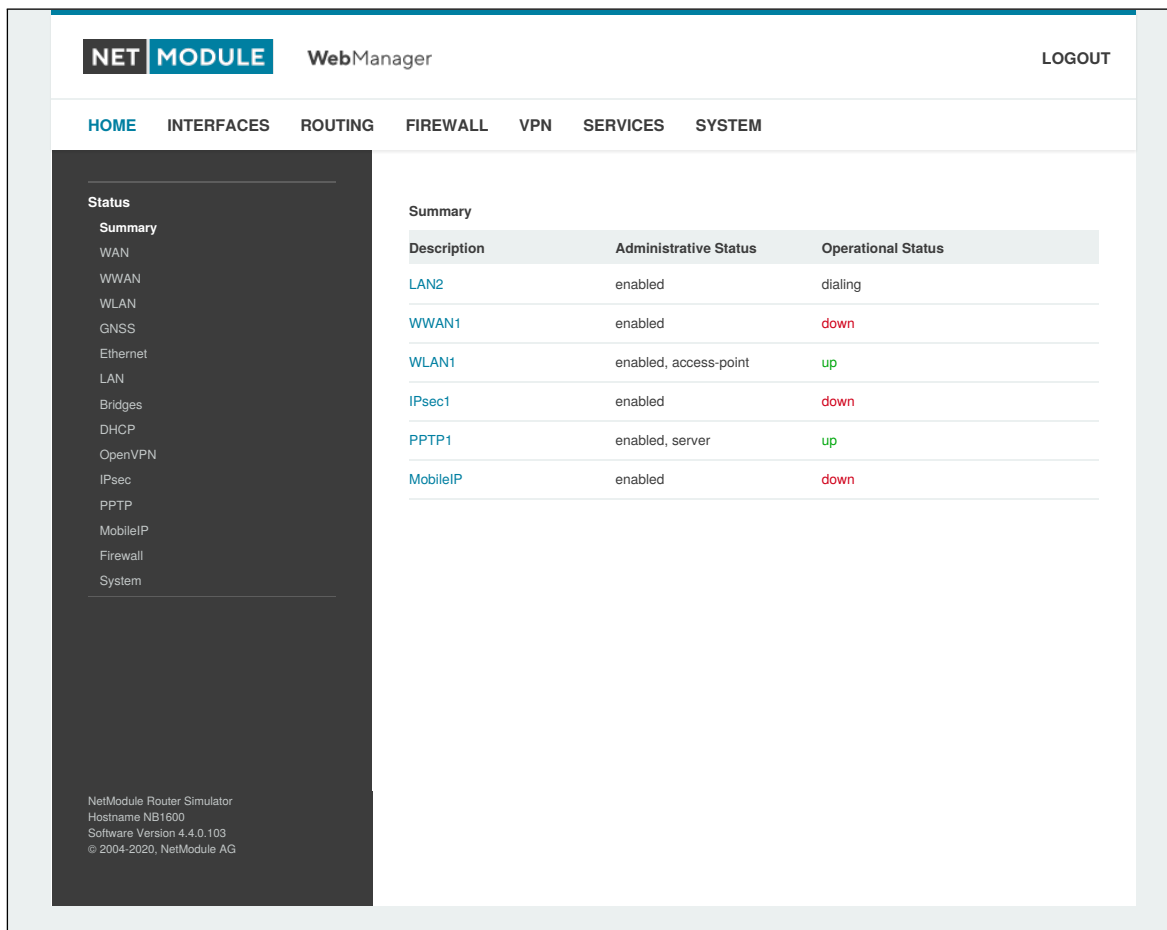 NET MODULE WebManager LOGOUT
HOME INTERFACES ROUTING FIREWALL VPN SERVICES SYSTEM
Status
Summary
WAN
WWAN
WLAN
GNSS
Ethernet
LAN
Bridges
DHCP
OpenVPN
IPsec
PPTP
MobileIP
Firewall
System
NetModule Router Simulator
Hostname NB1600
Software Version 4.4.0.103
© 2004-2020, NetModule AG
Summary
Description Administrative Status Operational Status
LAN2 enabled dialing
WWAN1 enabled down
WLAN1 enabled, access-point up
IPsec1 enabled down
PPTP1 enabled, server up
MobileIP enabled down